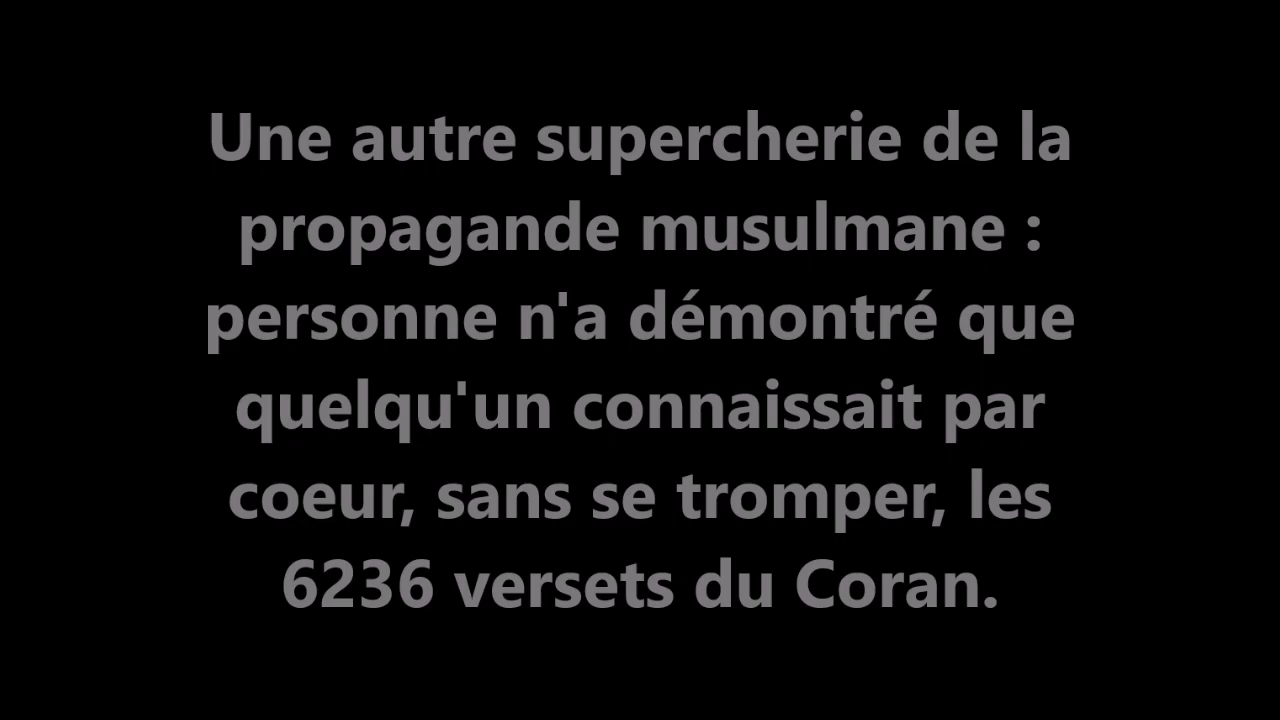 Une autre supercherie de la
propagande musulmane :
personne n'a démontré que
quelqu'un connaissait par
coeur, sans se tromper, les
6236 versets du Coran.